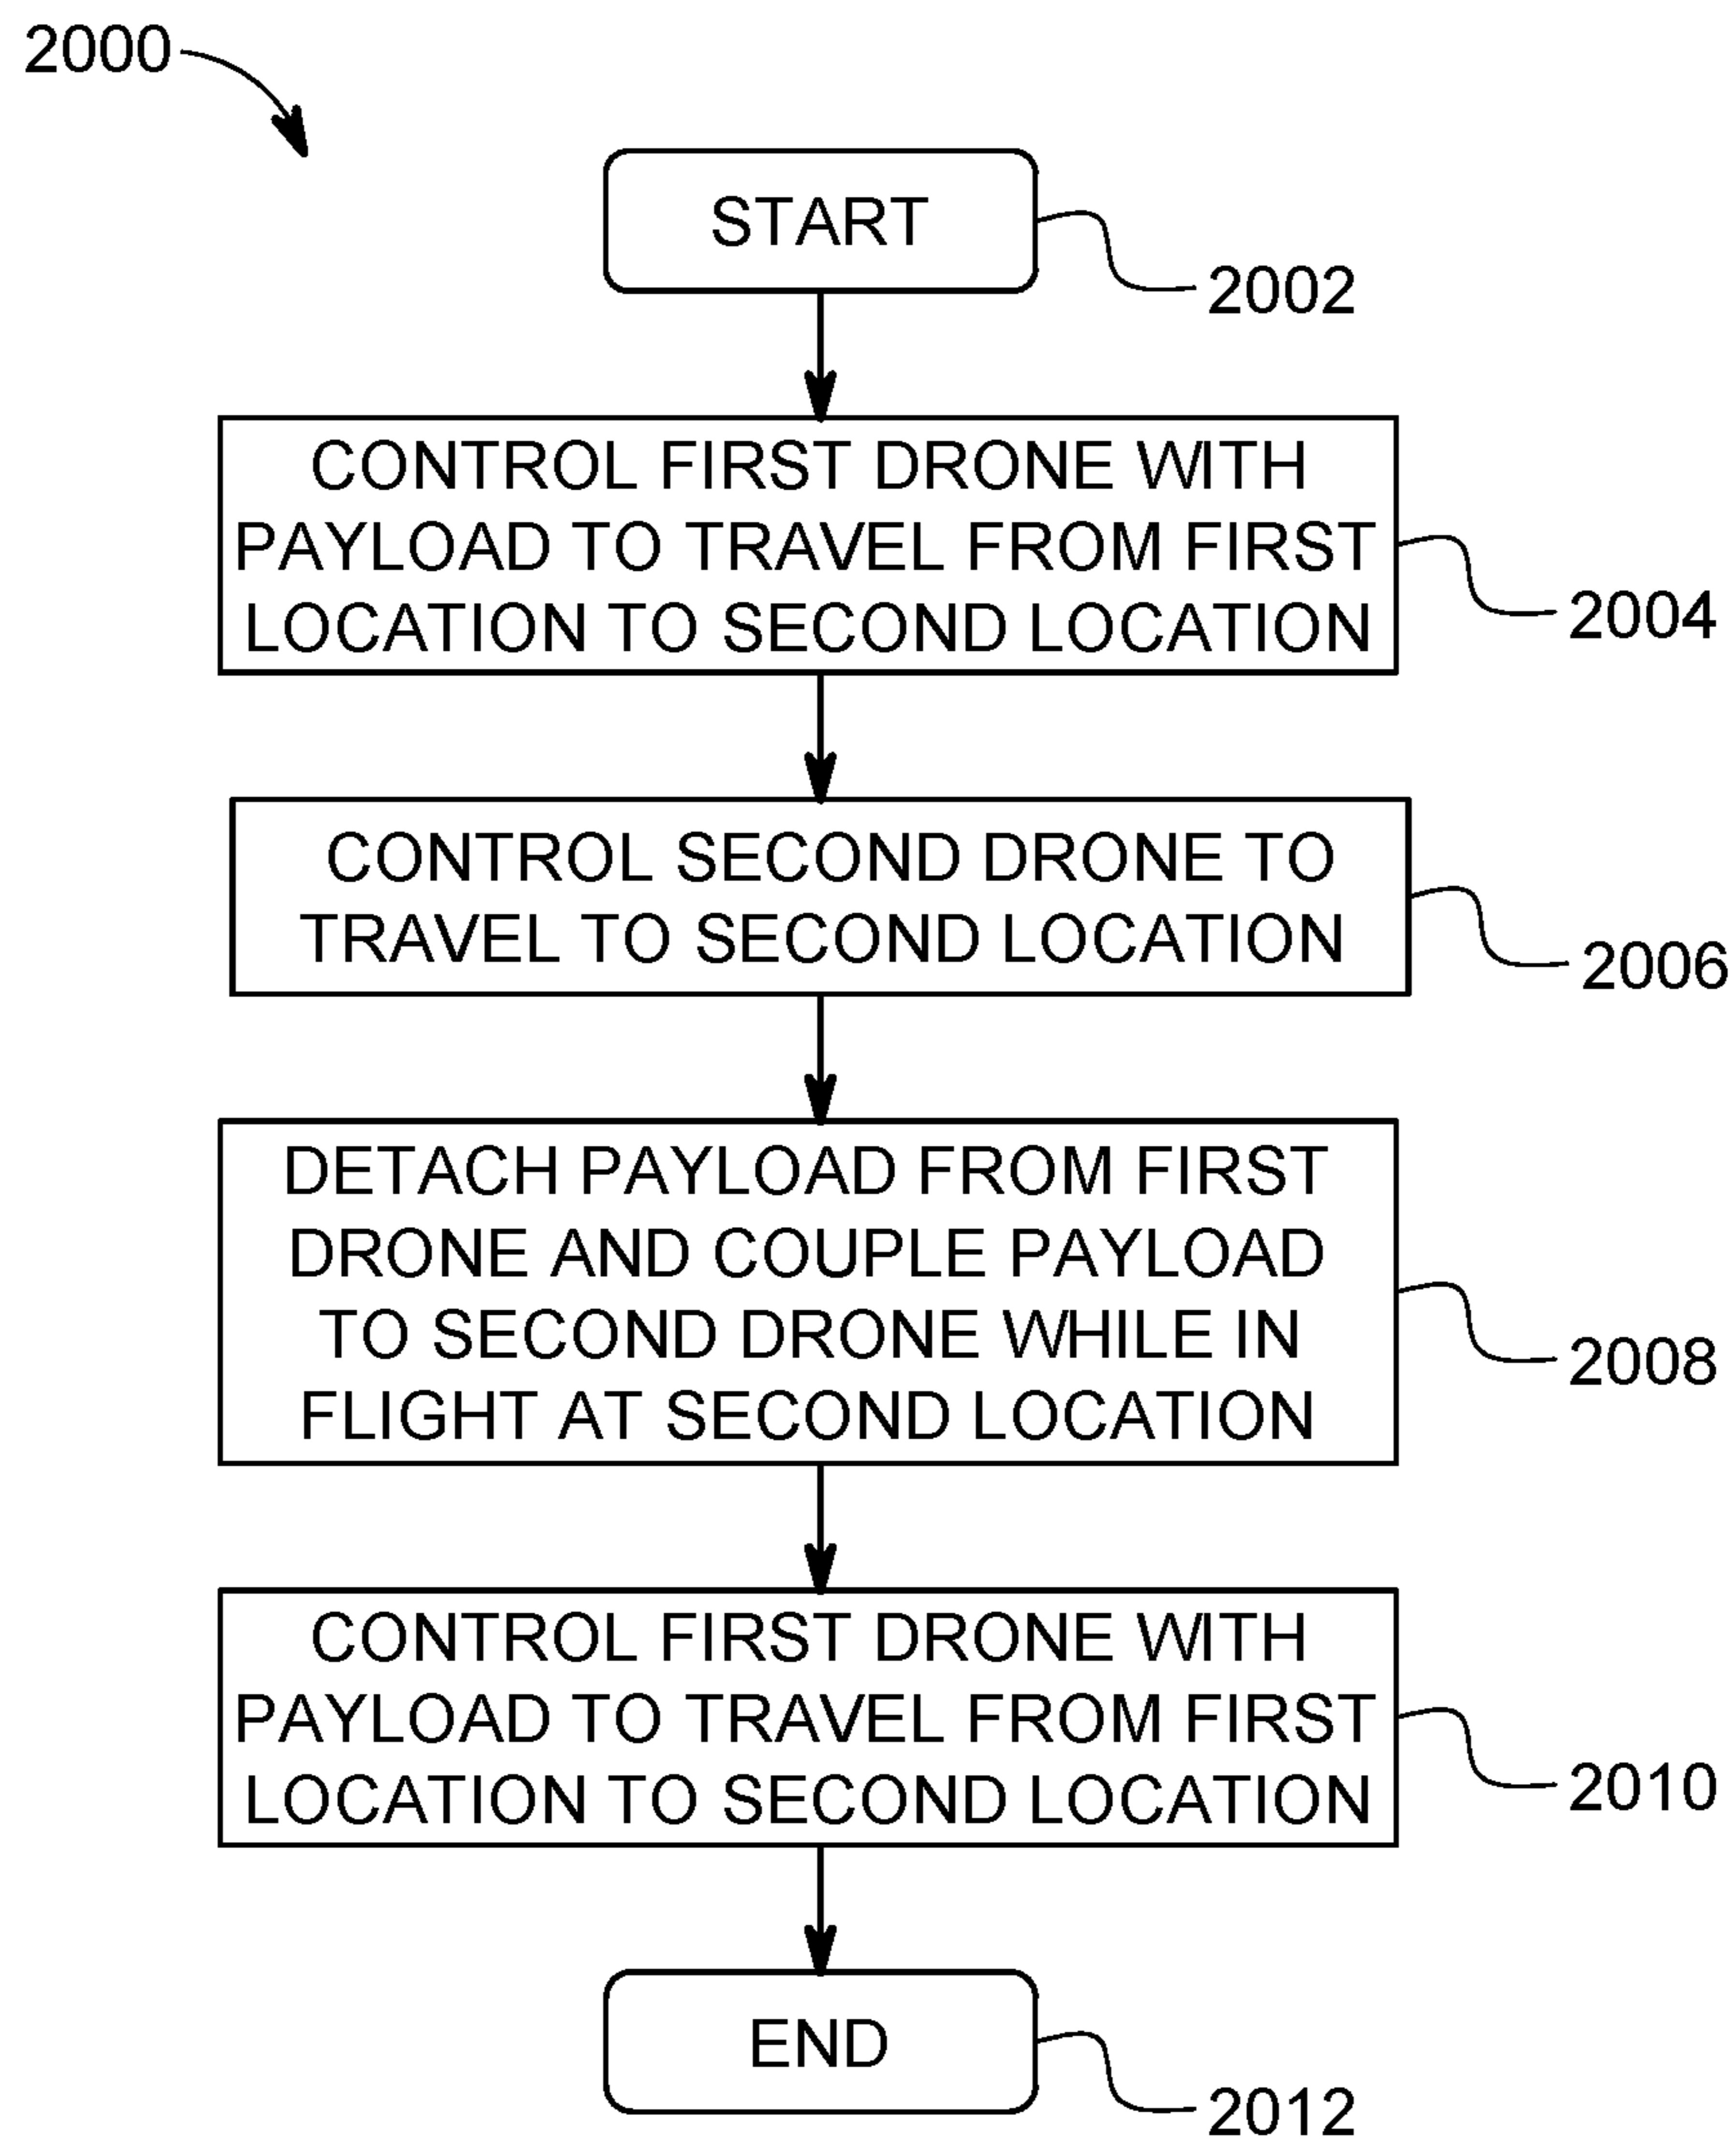 2000
START
2002
CONTROL FIRST DRONE WITH
PAYLOAD TO TRAVEL FROM FIRST
LOCATION TO SECOND LOCATION
2004
CONTROL SECOND DRONE TO
TRAVEL TO SECOND LOCATION
2006
DETACH PAYLOAD FROM FIRST
DRONE AND COUPLE PAYLOAD
TO SECOND DRONE WHILE IN
FLIGHT AT SECOND LOCATION
2008
CONTROL FIRST DRONE WITH
PAYLOAD TO TRAVEL FROM FIRST
LOCATION TO SECOND LOCATION
2010
END
2012